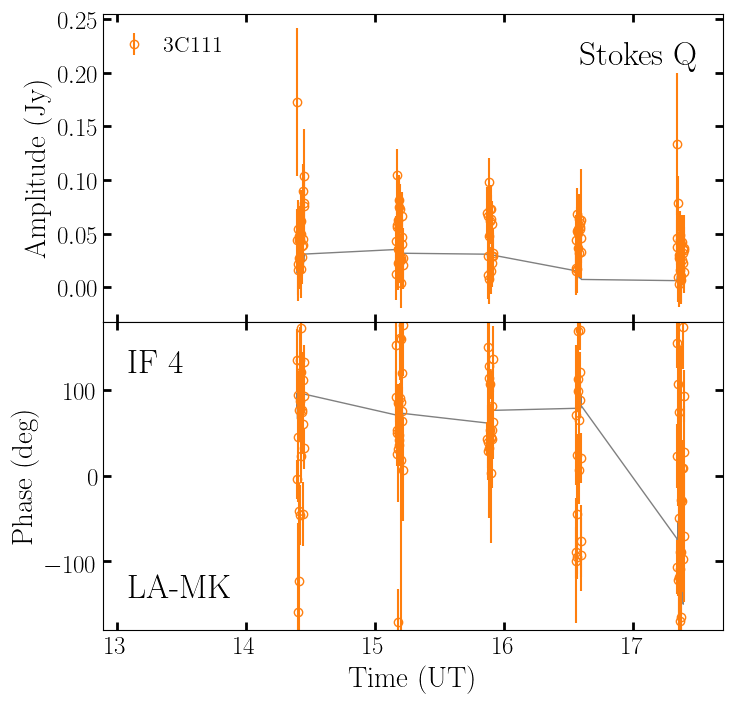 3C111
Stokes Q
0.25
0.20
0.15
0.10
0.05
0.00
Amplitude (Jy)
IF 4
100
0
−100
Phase (deg)
LA-MK
13 14 15 16 17
Time (UT)